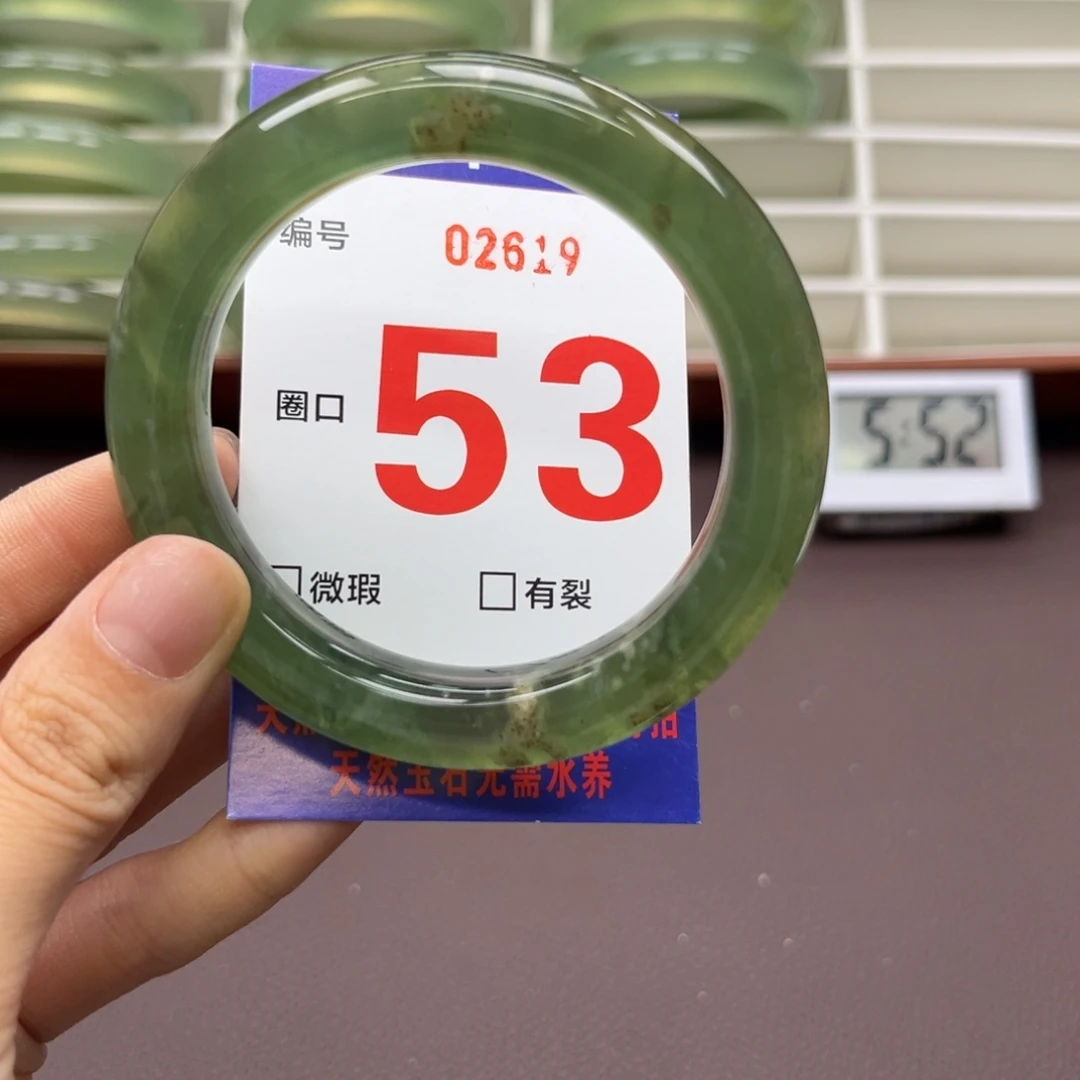 编号 02619
圈口 53
5:52
微瑕 有裂
天然玉石无需水养